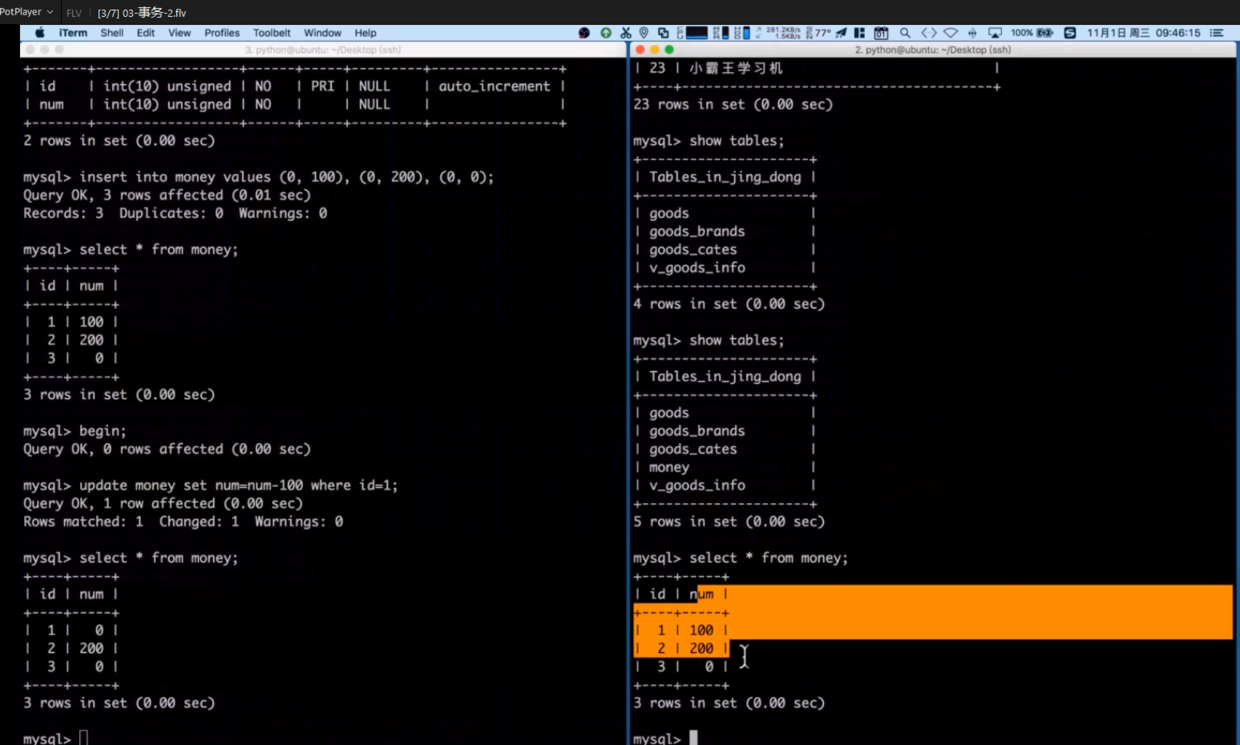 PotPlayer FLV [3/7] 03-事务-2.flv
iTerm Shell Edit View Profiles Toolbelt Window Help 281.2KB/s 1.5KB/s 77° 100% 11月1日 周三 09:46:15
3. python@ubuntu: ~/Desktop (ssh)
+-------+------------------+------+-----+---------+----------------+
| id | int(10) unsigned | NO | PRI | NULL | auto_increment |
| num | int(10) unsigned | NO | | NULL | |
+-------+------------------+------+-----+---------+----------------+
2 rows in set (0.00 sec)
mysql> insert into money values (0, 100), (0, 200), (0, 0);
Query OK, 3 rows affected (0.01 sec)
Records: 3 Duplicates: 0 Warnings: 0
mysql> select * from money;
+----+-----+
| id | num |
+----+-----+
| 1 | 100 |
| 2 | 200 |
| 3 | 0 |
+----+-----+
3 rows in set (0.00 sec)
mysql> begin;
Query OK, 0 rows affected (0.00 sec)
mysql> update money set num=num-100 where id=1;
Query OK, 1 row affected (0.00 sec)
Rows matched: 1 Changed: 1 Warnings: 0
mysql> select * from money;
+----+-----+
| id | num |
+----+-----+
| 1 | 0 |
| 2 | 200 |
| 3 | 0 |
+----+-----+
3 rows in set (0.00 sec)
mysql>
2. python@ubuntu: ~/Desktop (ssh)
| 23 | 小霸王学习机 |
+----+---------------------------------------+
23 rows in set (0.00 sec)
mysql> show tables;
+---------------------+
| Tables_in_jing_dong |
+---------------------+
| goods |
| goods_brands |
| goods_cates |
| v_goods_info |
+---------------------+
4 rows in set (0.00 sec)
mysql> show tables;
+---------------------+
| Tables_in_jing_dong |
+---------------------+
| goods |
| goods_brands |
| goods_cates |
| money |
| v_goods_info |
+---------------------+
5 rows in set (0.00 sec)
mysql> select * from money;
+----+-----+
| id | num |
+----+-----+
| 1 | 100 |
| 2 | 200 |
| 3 | 0 |
+----+-----+
3 rows in set (0.00 sec)
mysql>